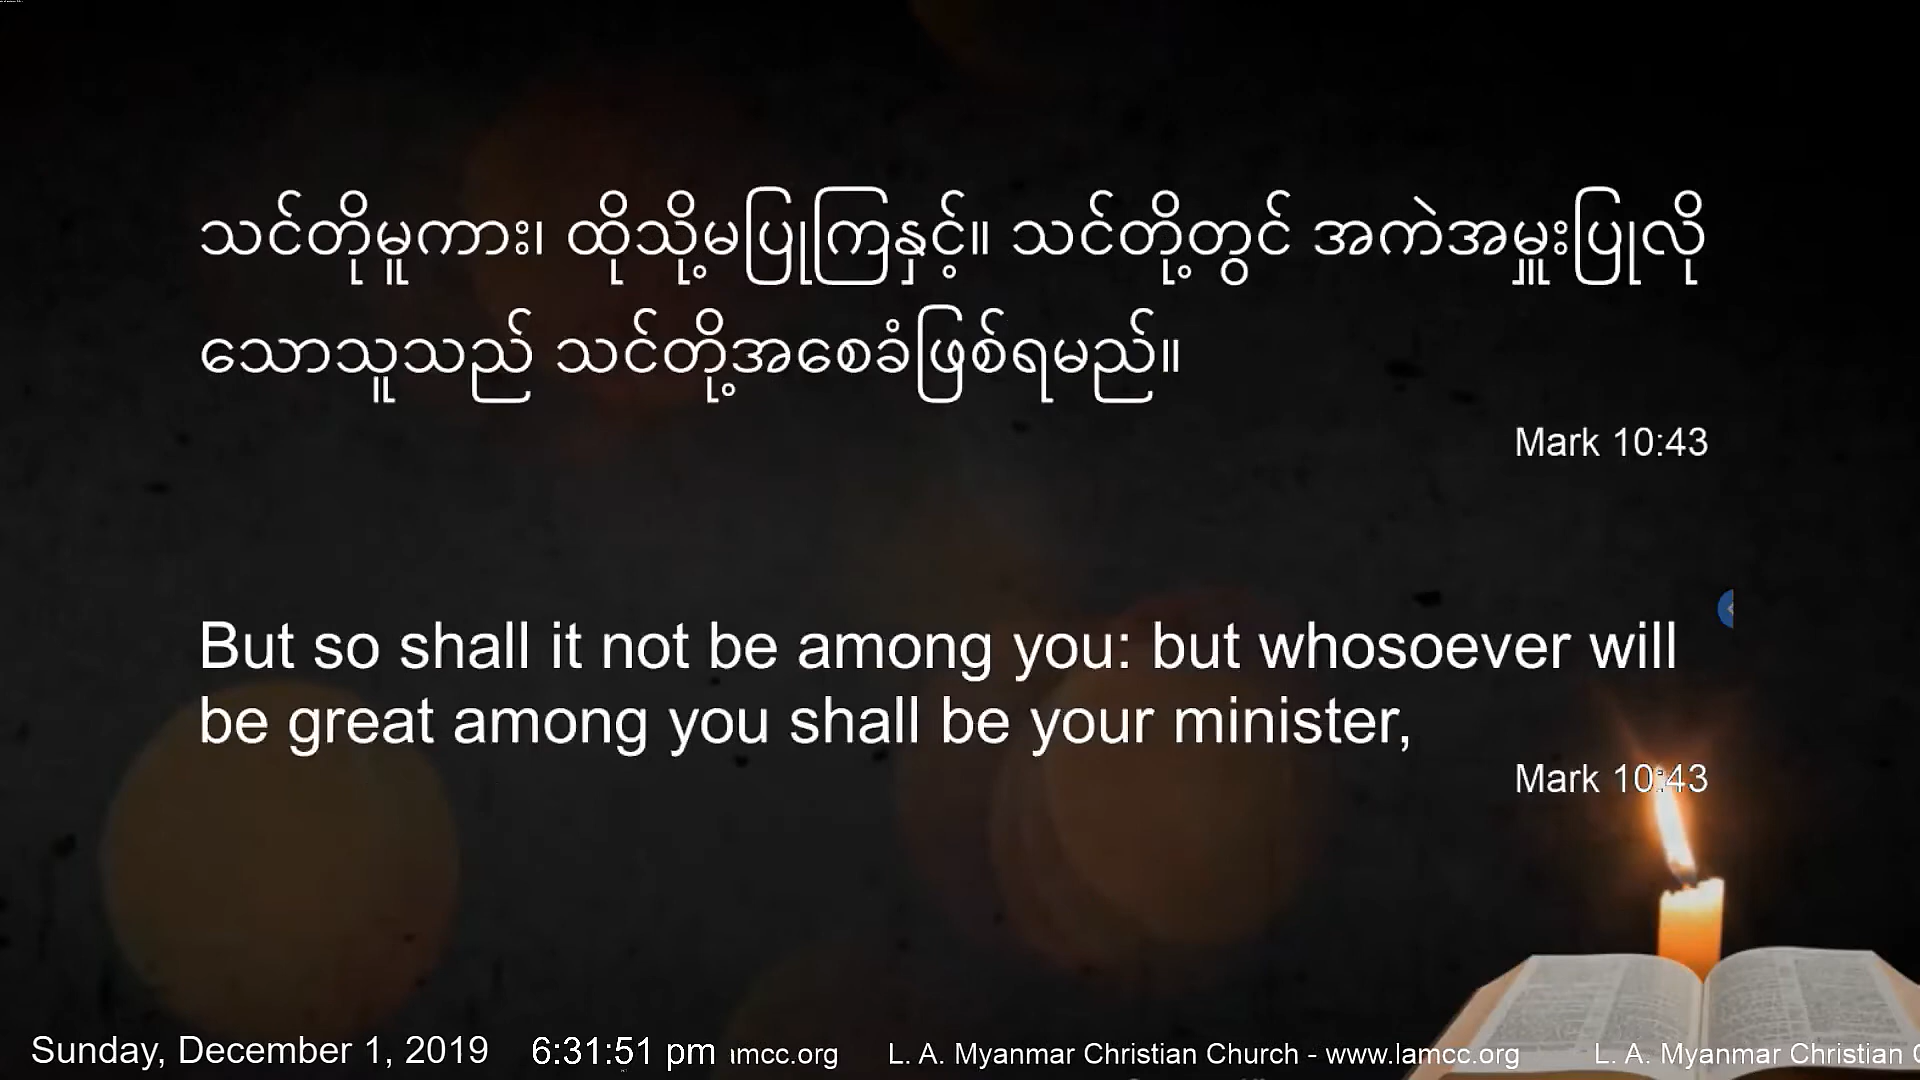 သင်တိုမူကား၊ ထိုသို့မပြုကြနှင့်။ သင်တို့တွင် အကဲအမှူးပြုလို
သောသူသည် သင်တို့အစေခံဖြစ်ရမည်။
Mark 10:43
But so shall it not be among you: but whosoever will
be great among you shall be your minister,
Mark 10:43
Sunday, December 1, 2019 6:31:51 pm mcc.org L. A. Myanmar Christian Church - www.lamcc.org L. A. Myanmar Christian